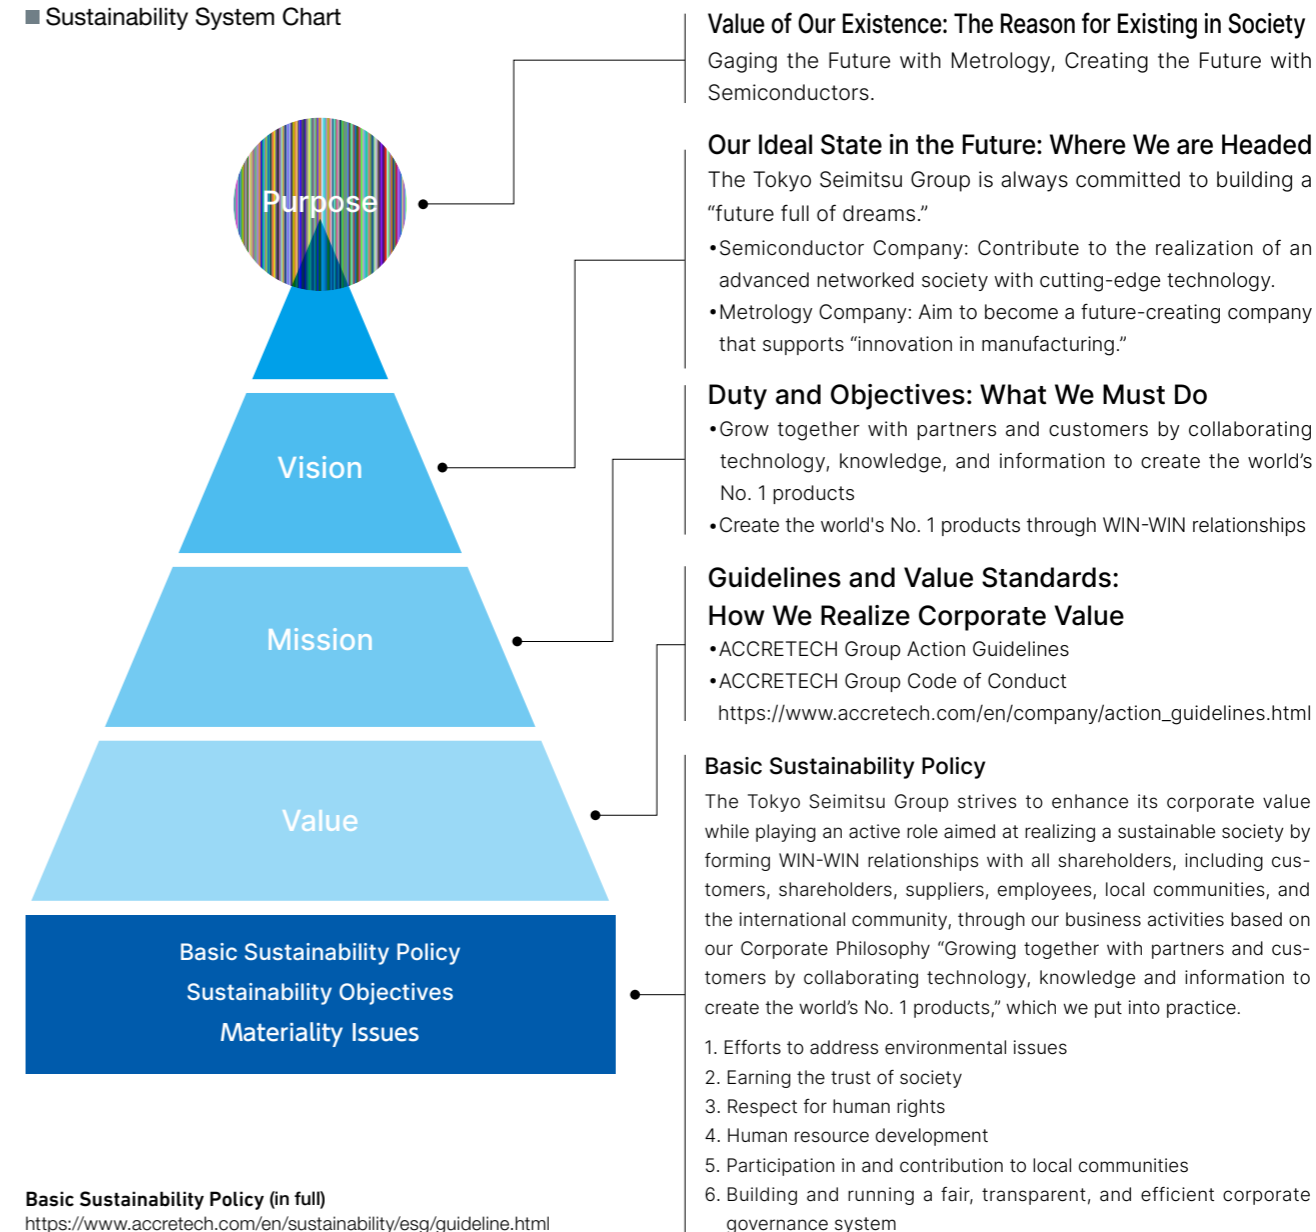 ■ Sustainability System Chart
Purpose
Vision
Mission
Value
Basic Sustainability Policy
Sustainability Objectives
Materiality Issues
Basic Sustainability Policy (in full)
https://www.accretech.com/en/sustainability/esg/guideline.html
Value of Our Existence: The Reason for Existing in Society
Gaging the Future with Metrology, Creating the Future with
Semiconductors.
Our Ideal State in the Future: Where We are Headed
The Tokyo Seimitsu Group is always committed to building a
“future full of dreams.”
•Semiconductor Company: Contribute to the realization of an
advanced networked society with cutting-edge technology.
•Metrology Company: Aim to become a future-creating company
that supports “innovation in manufacturing.”
Duty and Objectives: What We Must Do
•Grow together with partners and customers by collaborating
technology, knowledge, and information to create the world’s
No. 1 products
•Create the world's No. 1 products through WIN-WIN relationships
Guidelines and Value Standards:
How We Realize Corporate Value
•ACCRETECH Group Action Guidelines
•ACCRETECH Group Code of Conduct
https://www.accretech.com/en/company/action_guidelines.html
Basic Sustainability Policy
The Tokyo Seimitsu Group strives to enhance its corporate value
while playing an active role aimed at realizing a sustainable society by
forming WIN-WIN relationships with all shareholders, including cus-
tomers, shareholders, suppliers, employees, local communities, and
the international community, through our business activities based on
our Corporate Philosophy “Growing together with partners and cus-
tomers by collaborating technology, knowledge and information to
create the world’s No. 1 products,” which we put into practice.
1. Efforts to address environmental issues
2. Earning the trust of society
3. Respect for human rights
4. Human resource development
5. Participation in and contribution to local communities
6. Building and running a fair, transparent, and efficient corporate
governance system